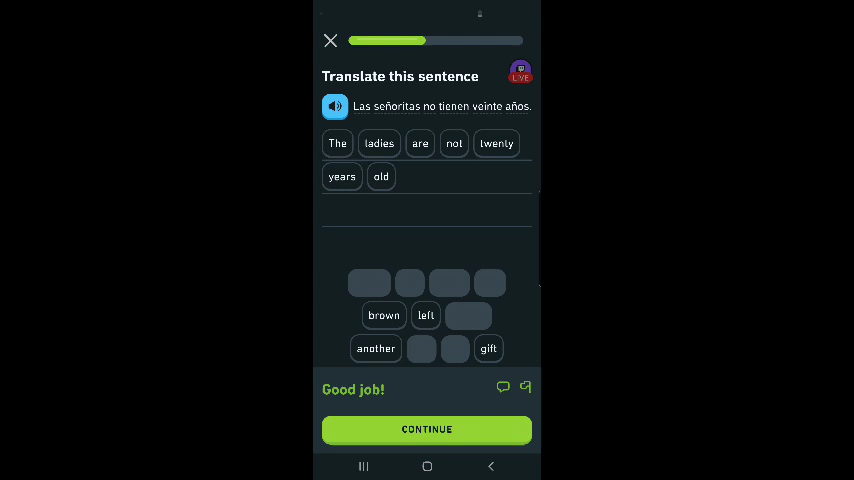 Translate this sentence
LIVE
Las señoritas no tienen veinte años.
The ladies are not twenty
years old
brown left
another gift
Good job!
CONTINUE